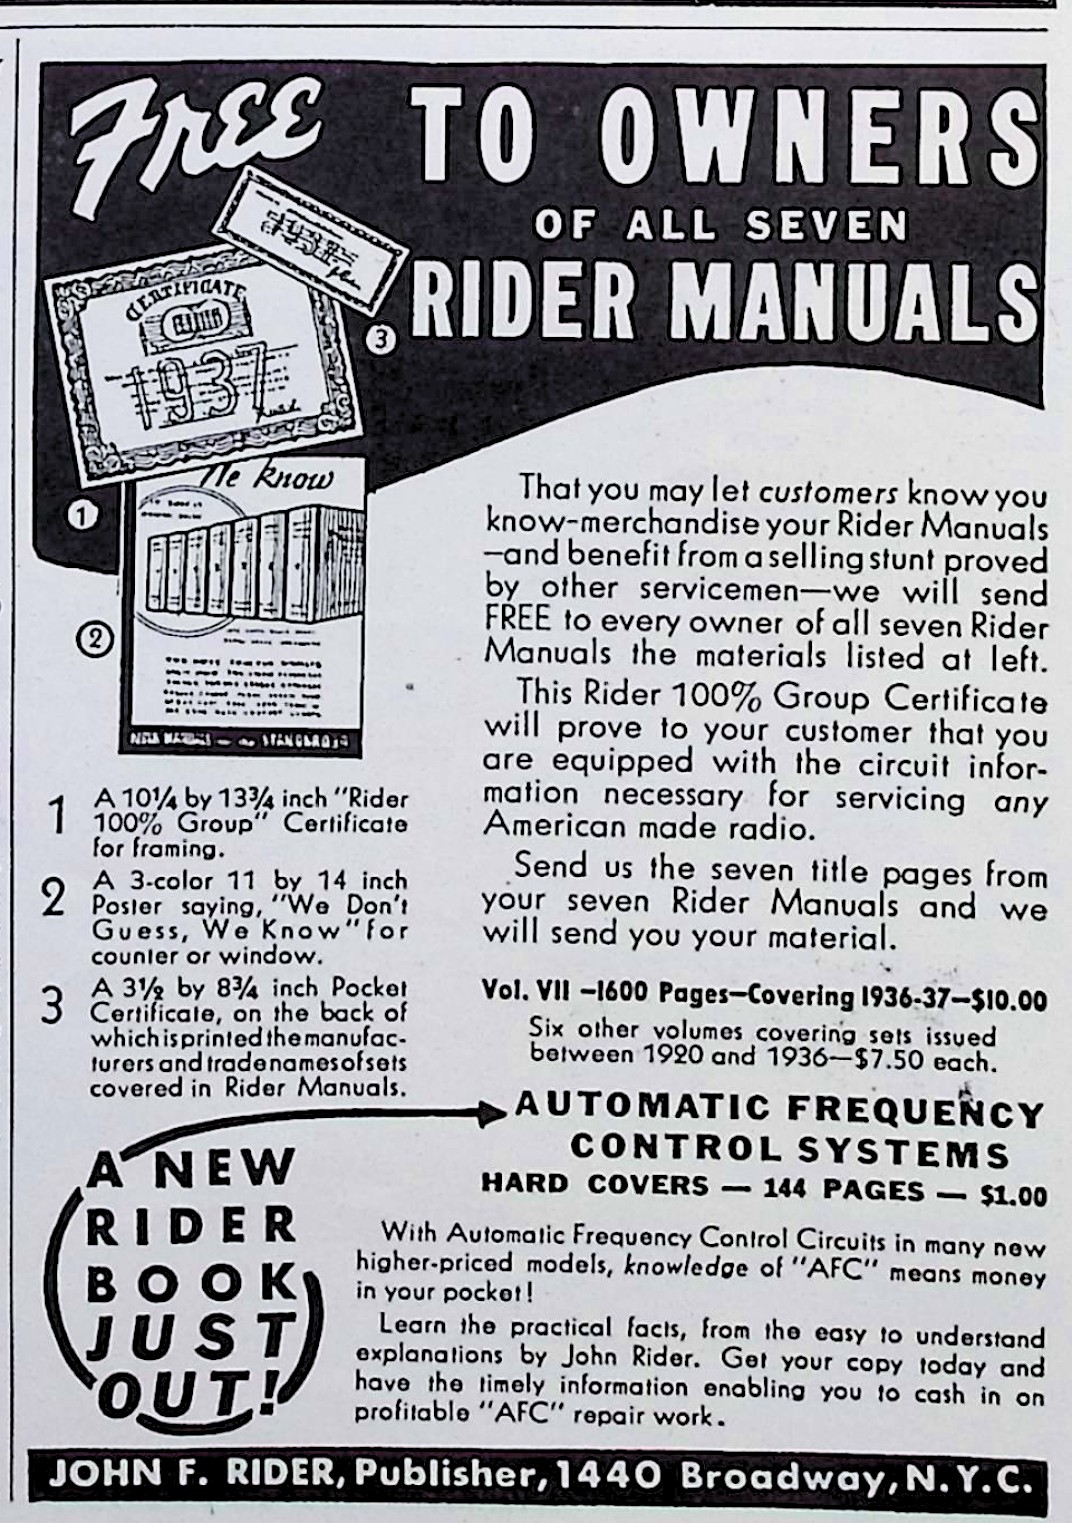 FREE
TO OWNERS
OF ALL SEVEN
RIDER MANUALS
CERTIFICATE
1937
3
1
We know
2
That you may let customers know you
know-merchandise your Rider Manuals
—and benefit from a selling stunt proved
by other servicemen—we will send
FREE to every owner of all seven Rider
Manuals the materials listed at left.
This Rider 100% Group Certificate
will prove to your customer that you
are equipped with the circuit infor-
mation necessary for servicing any
American made radio.
Send us the seven title pages from
your seven Rider Manuals and we
will send you your material.
1 A 10¼ by 13¾ inch "Rider
100% Group" Certificate
for framing.
2 A 3-color 11 by 14 inch
Poster saying, "We Don't
Guess, We Know" for
counter or window.
3 A 3½ by 8¾ inch Pocket
Certificate, on the back of
which is printed the manufac-
turers and trade names of sets
covered in Rider Manuals.
Vol. VII —1600 Pages—Covering 1936-37—$10.00
Six other volumes covering sets issued
between 1920 and 1936—$7.50 each.
A NEW
RIDER
BOOK
JUST
OUT!
AUTOMATIC FREQUENCY
CONTROL SYSTEMS
HARD COVERS — 144 PAGES — $1.00
With Automatic Frequency Control Circuits in many new
higher-priced models, knowledge of "AFC" means money
in your pocket!
Learn the practical facts, from the easy to understand
explanations by John Rider. Get your copy today and
have the timely information enabling you to cash in on
profitable "AFC" repair work.
JOHN F. RIDER, Publisher, 1440 Broadway, N.Y.C.